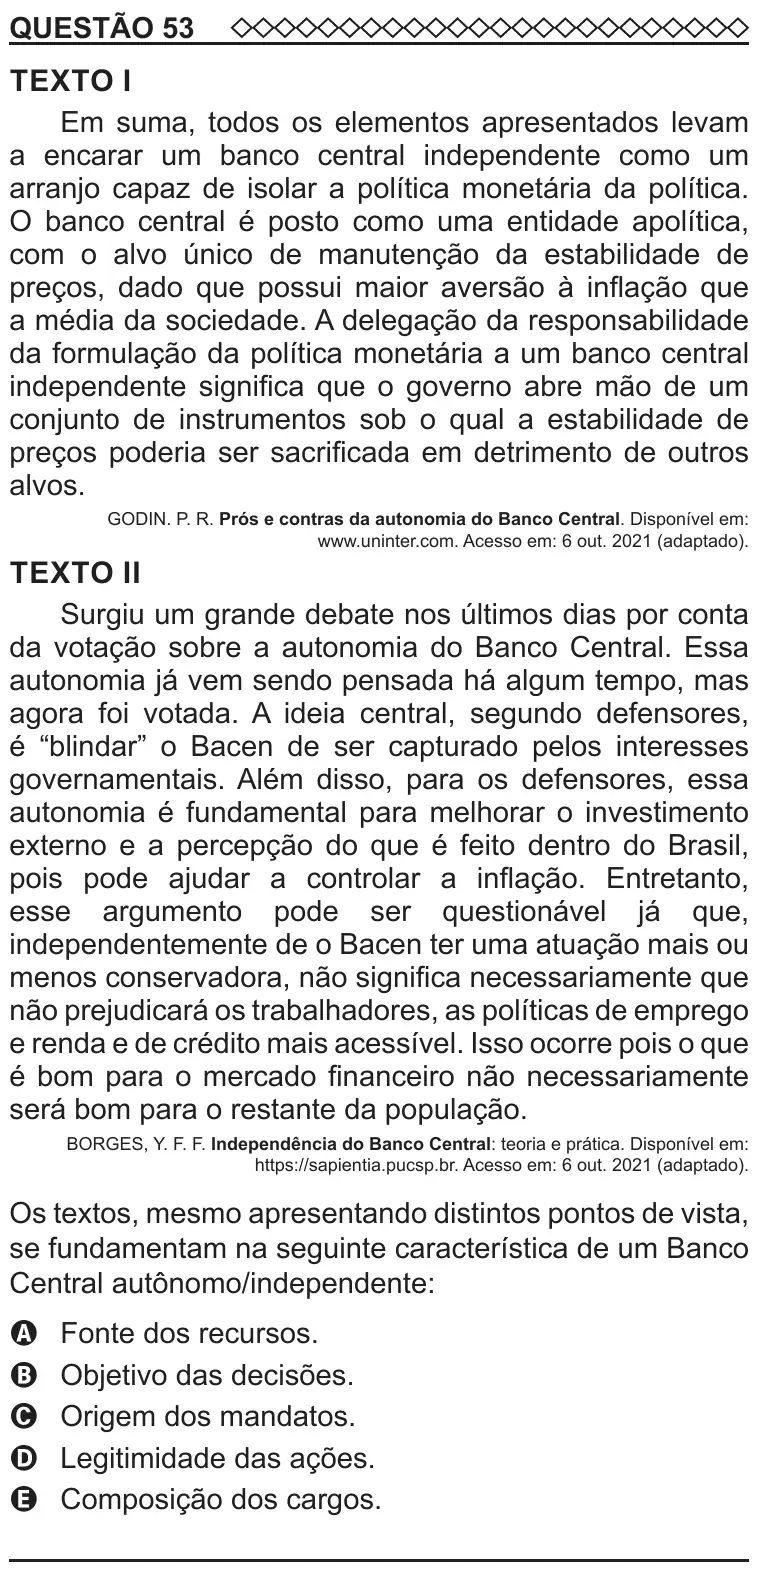 QUESTÃO 53
TEXTO I
Em suma, todos os elementos apresentados levam
a encarar um banco central independente como um
arranjo capaz de isolar a política monetária da política.
O banco central é posto como uma entidade apolítica,
com o alvo único de manutenção da estabilidade de
preços, dado que possui maior aversão à inflação que
a média da sociedade. A delegação da responsabilidade
da formulação da política monetária a um banco central
independente significa que o governo abre mão de um
conjunto de instrumentos sob o qual a estabilidade de
preços poderia ser sacrificada em detrimento de outros
alvos.
GODIN. P. R. Prós e contras da autonomia do Banco Central. Disponível em:
www.uninter.com. Acesso em: 6 out. 2021 (adaptado).
TEXTO II
Surgiu um grande debate nos últimos dias por conta
da votação sobre a autonomia do Banco Central. Essa
autonomia já vem sendo pensada há algum tempo, mas
agora foi votada. A ideia central, segundo defensores,
é “blindar” o Bacen de ser capturado pelos interesses
governamentais. Além disso, para os defensores, essa
autonomia é fundamental para melhorar o investimento
externo e a percepção do que é feito dentro do Brasil,
pois pode ajudar a controlar a inflação. Entretanto,
esse argumento pode ser questionável já que,
independentemente de o Bacen ter uma atuação mais ou
menos conservadora, não significa necessariamente que
não prejudicará os trabalhadores, as políticas de emprego
e renda e de crédito mais acessível. Isso ocorre pois o que
é bom para o mercado financeiro não necessariamente
será bom para o restante da população.
BORGES, Y. F. F. Independência do Banco Central: teoria e prática. Disponível em:
https://sapientia.pucsp.br. Acesso em: 6 out. 2021 (adaptado).
Os textos, mesmo apresentando distintos pontos de vista,
se fundamentam na seguinte característica de um Banco
Central autônomo/independente:
A Fonte dos recursos.
B Objetivo das decisões.
C Origem dos mandatos.
D Legitimidade das ações.
E Composição dos cargos.